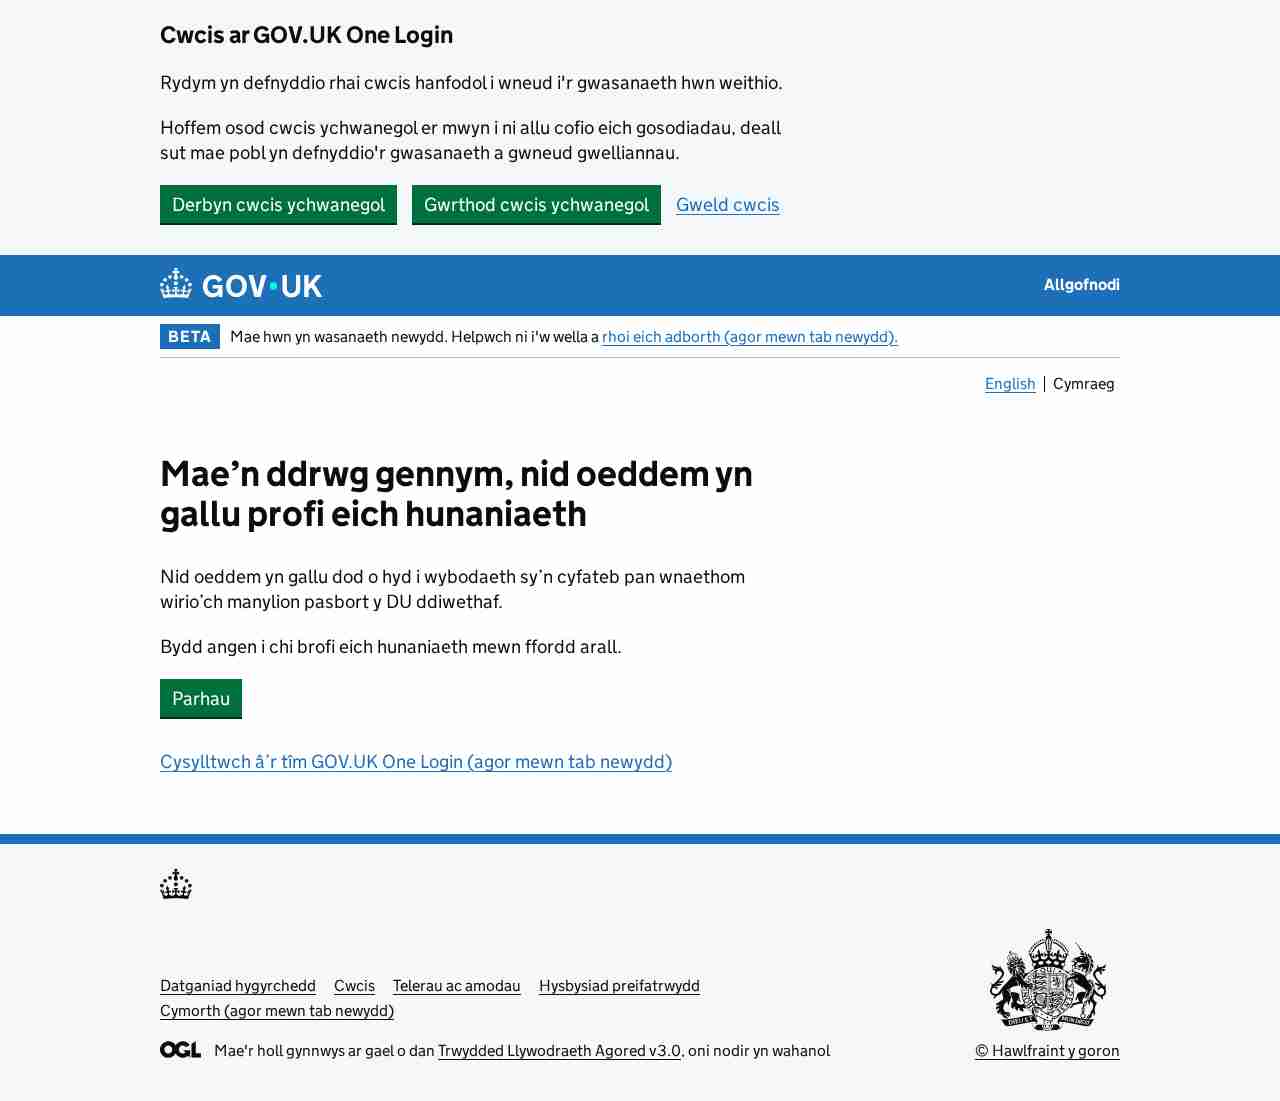 Cwcis ar GOV.UK One Login
Rydym yn defnyddio rhai cwcis hanfodol i wneud i'r gwasanaeth hwn weithio.
Hoffem osod cwcis ychwanegol er mwyn i ni allu cofio eich gosodiadau, deall
sut mae pobl yn defnyddio'r gwasanaeth a gwneud gwelliannau.
Derbyn cwcis ychwanegol Gwrthod cwcis ychwanegol Gweld cwcis
GOV·UK Allgofnodi
BETA Mae hwn yn wasanaeth newydd. Helpwch ni i'w wella a rhoi eich adborth (agor mewn tab newydd).
English | Cymraeg
Mae’n ddrwg gennym, nid oeddem yn
gallu profi eich hunaniaeth
Nid oeddem yn gallu dod o hyd i wybodaeth sy’n cyfateb pan wnaethom
wirio’ch manylion pasbort y DU ddiwethaf.
Bydd angen i chi brofi eich hunaniaeth mewn ffordd arall.
Parhau
Cysylltwch â’r tîm GOV.UK One Login (agor mewn tab newydd)
Datganiad hygyrchedd Cwcis Telerau ac amodau Hysbysiad preifatrwydd
Cymorth (agor mewn tab newydd)
OGL Mae'r holl gynnwys ar gael o dan Trwydded Llywodraeth Agored v3.0, oni nodir yn wahanol
© Hawlfraint y goron